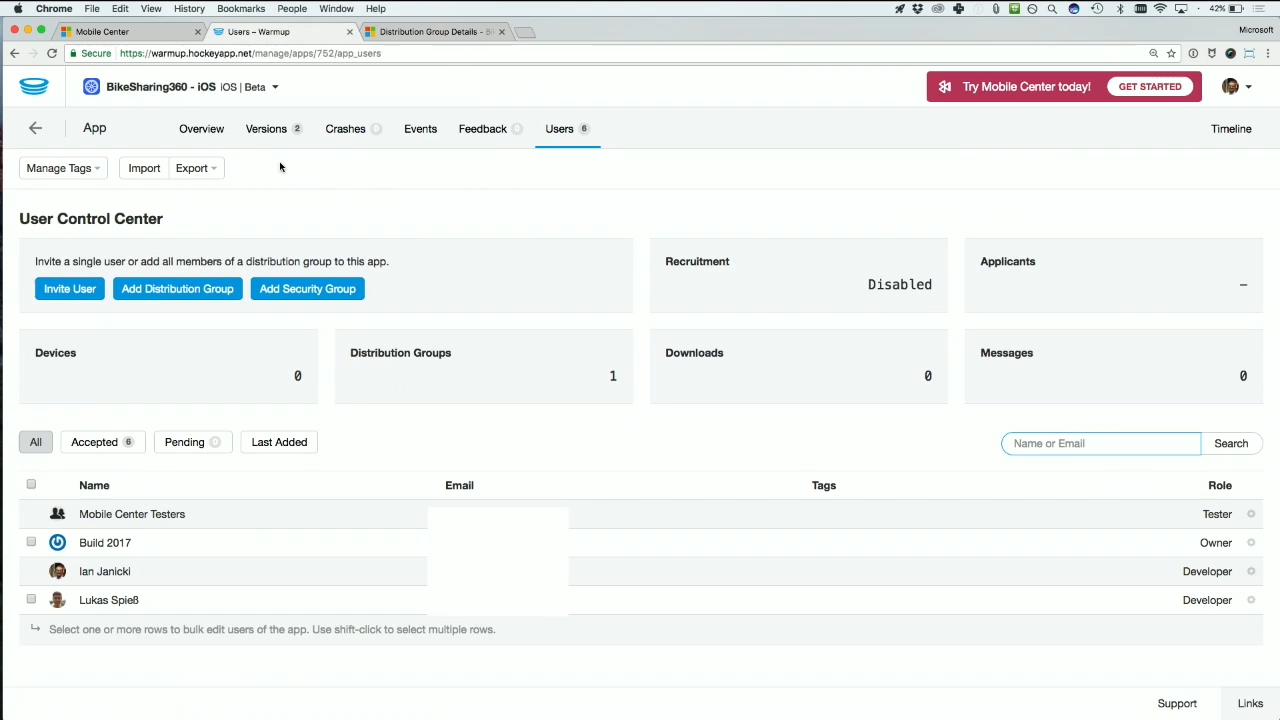 Chrome File Edit View History Bookmarks People Window Help 42%
Mobile Center Users – Warmup Distribution Group Details - Microsoft
Secure https://warmup.hockeyapp.net/manage/apps/752/app_users
BikeSharing360 - iOS iOS | Beta Try Mobile Center today! GET STARTED
App Overview Versions 2 Crashes 0 Events Feedback 0 Users 6 Timeline
Manage Tags Import Export
User Control Center
Invite a single user or add all members of a distribution group to this app. Recruitment Applicants
Invite User Add Distribution Group Add Security Group Disabled –
Devices Distribution Groups Downloads Messages
0 1 0 0
All Accepted 6 Pending 0 Last Added Name or Email Search
Name Email Tags Role
Mobile Center Testers Tester
Build 2017 Owner
Ian Janicki Developer
Lukas Spieß Developer
Select one or more rows to bulk edit users of the app. Use shift-click to select multiple rows.
Support Links